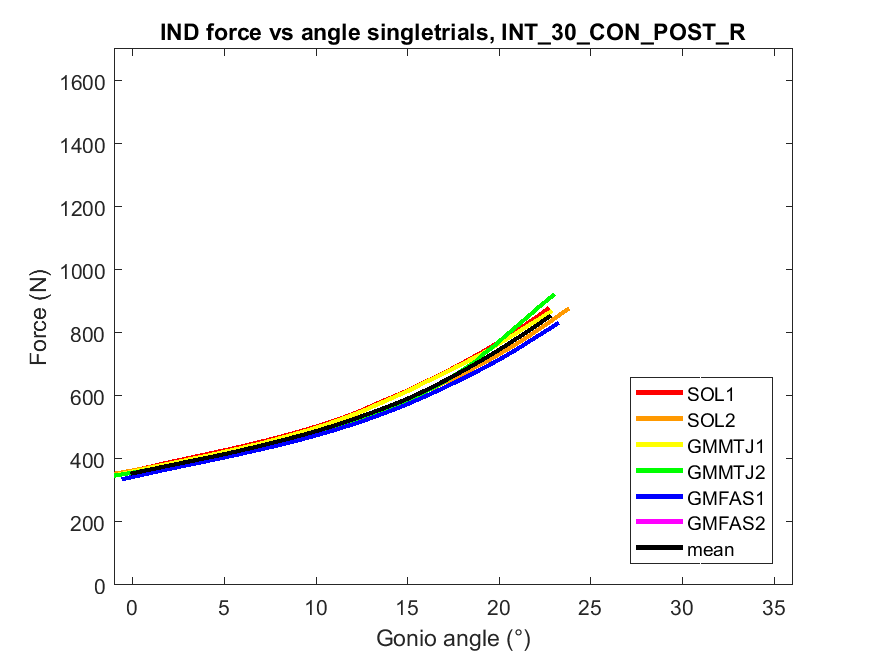 IND force vs angle singletrials, INT_30_CON_POST_R
1600
1400
1200
1000
800
600
400
200
0
Force (N)
0 5 10 15 20 25 30 35
Gonio angle (°)
SOL1
SOL2
GMMTJ1
GMMTJ2
GMFAS1
GMFAS2
mean